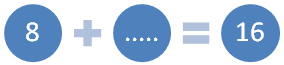 8 + ..... = 16